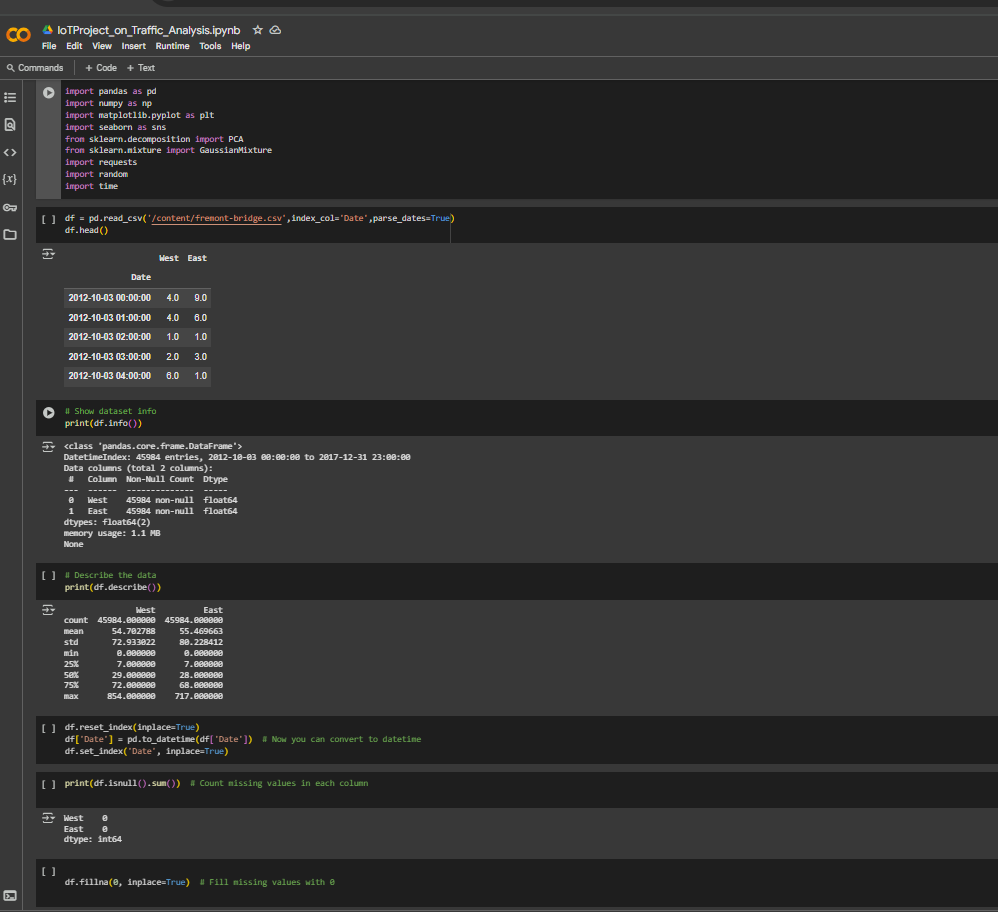 IoTProject_on_Traffic_Analysis.ipynb
File Edit View Insert Runtime Tools Help
Commands + Code + Text
import pandas as pd
import numpy as np
import matplotlib.pyplot as plt
import seaborn as sns
from sklearn.decomposition import PCA
from sklearn.mixture import GaussianMixture
import requests
import random
import time
[ ] df = pd.read_csv('/content/fremont-bridge.csv',index_col='Date',parse_dates=True)
df.head()
West East
Date
2012-10-03 00:00:00 4.0 9.0
2012-10-03 01:00:00 4.0 6.0
2012-10-03 02:00:00 1.0 1.0
2012-10-03 03:00:00 2.0 3.0
2012-10-03 04:00:00 6.0 1.0
# Show dataset info
print(df.info())
<class 'pandas.core.frame.DataFrame'>
DatetimeIndex: 45984 entries, 2012-10-03 00:00:00 to 2017-12-31 23:00:00
Data columns (total 2 columns):
# Column Non-Null Count Dtype
--- ------ -------------- -----
0 West 45984 non-null float64
1 East 45984 non-null float64
dtypes: float64(2)
memory usage: 1.1 MB
None
[ ] # Describe the data
print(df.describe())
West East
count 45984.000000 45984.000000
mean 54.702788 55.469663
std 72.933022 80.228412
min 0.000000 0.000000
25% 7.000000 7.000000
50% 29.000000 28.000000
75% 72.000000 68.000000
max 854.000000 717.000000
[ ] df.reset_index(inplace=True)
df['Date'] = pd.to_datetime(df['Date']) # Now you can convert to datetime
df.set_index('Date', inplace=True)
[ ] print(df.isnull().sum()) # Count missing values in each column
West 0
East 0
dtype: int64
[ ]
df.fillna(0, inplace=True) # Fill missing values with 0